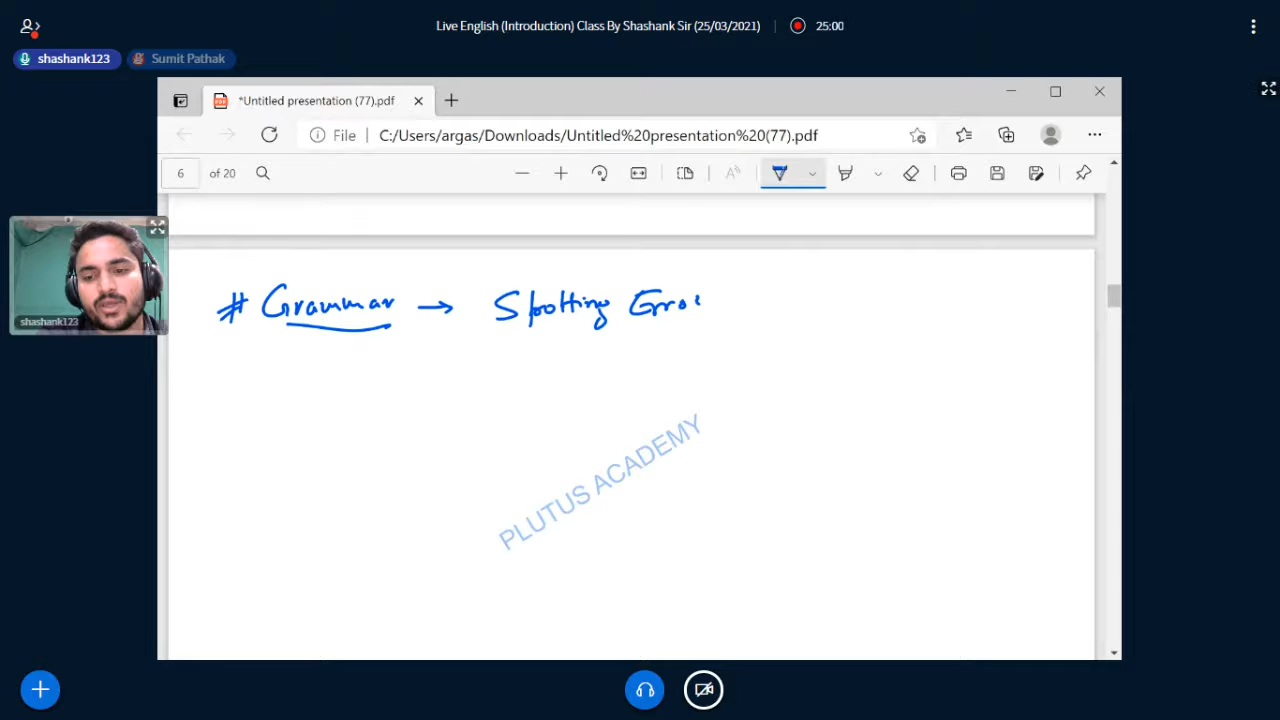 Live English (Introduction) Class By Shashank Sir (25/03/2021) 25:00
shashank123 Sumit Pathak
*Untitled presentation (77).pdf
File C:/Users/argas/Downloads/Untitled%20presentation%20(77).pdf
6 of 20
# Grammar → Spotting Error
shashank123
PLUTUS ACADEMY